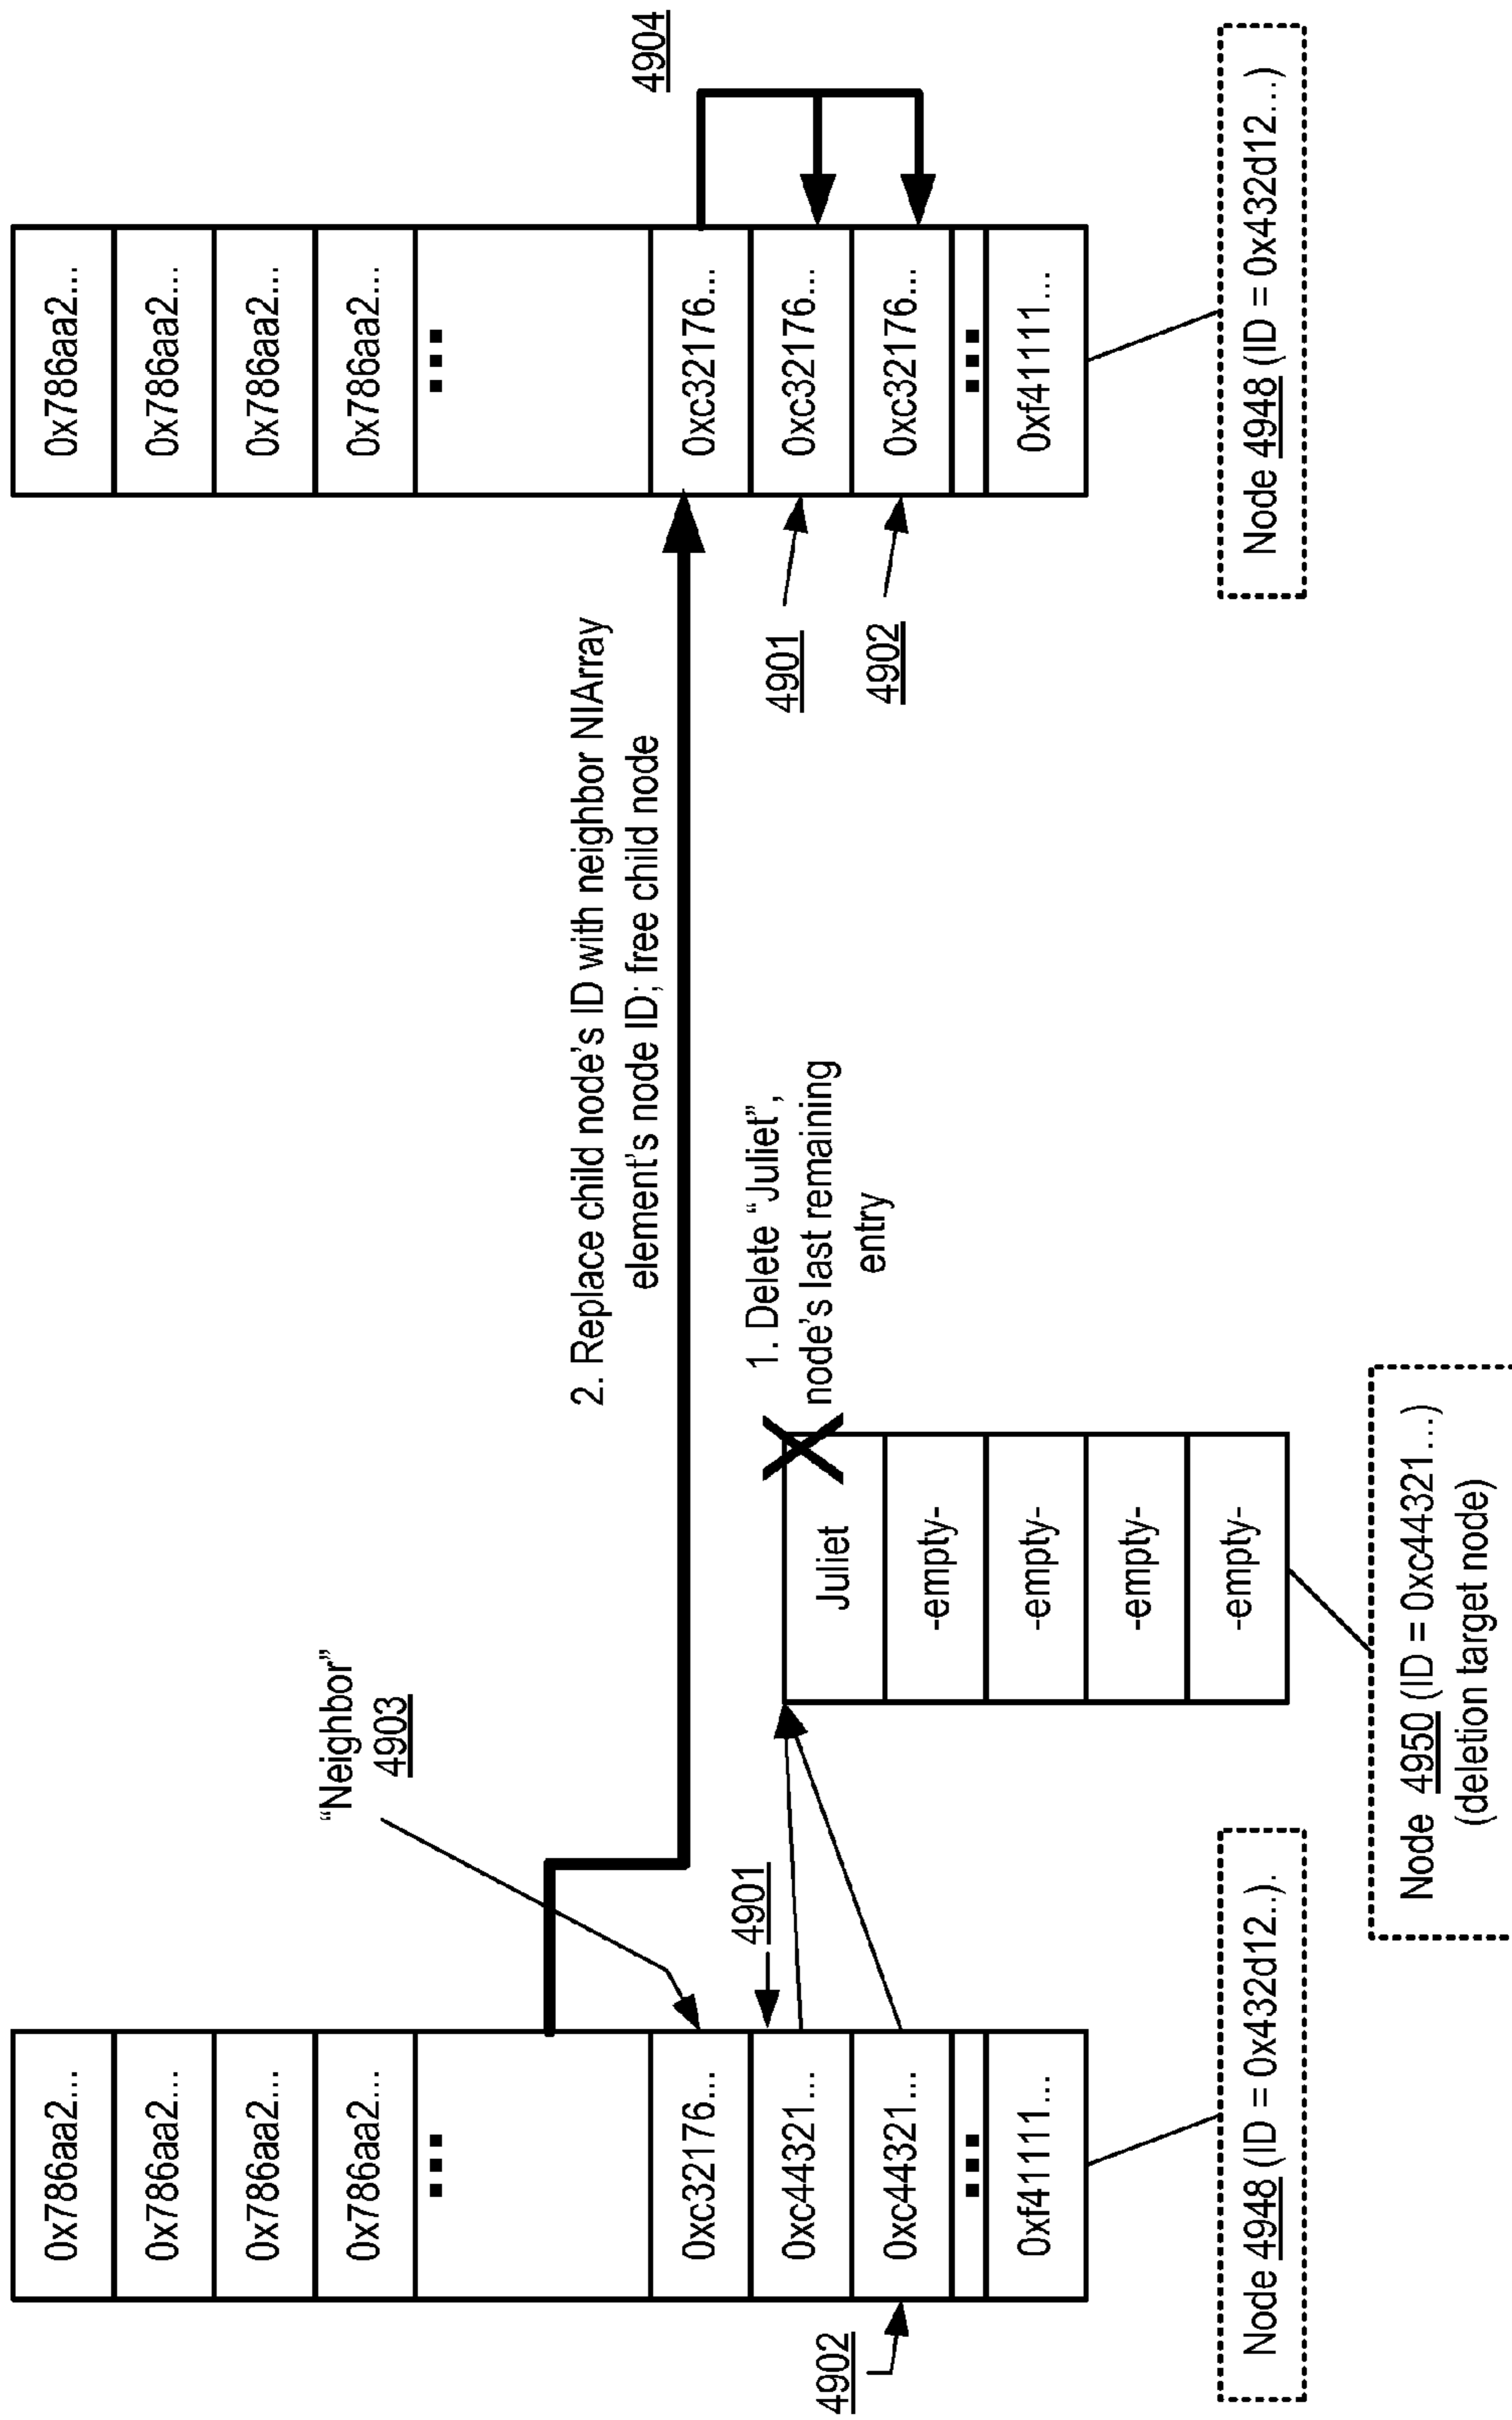 0x786aa2...
0x786aa2...
0x786aa2...
0x786aa2...
...
0xc32176...
0xc44321...
0xc44321...
...
0xf41111...
4902
Node 4948 (ID = 0x432d12...).
"Neighbor"
4903
4901
Juliet
-empty-
-empty-
-empty-
-empty-
Node 4950 (ID = 0xc44321...)
(deletion target node)
1. Delete "Juliet",
node's last remaining
entry
2. Replace child node's ID with neighbor NIArray
element's node ID; free child node
0x786aa2...
0x786aa2...
0x786aa2...
0x786aa2...
...
0xc32176...
0xc32176...
0xc32176...
...
0xf41111...
4901
4902
4904
Node 4948 (ID = 0x432d12...)